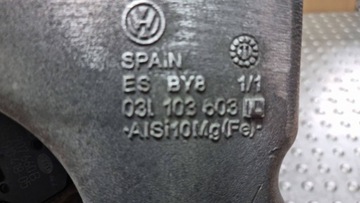 SPAIN
ES BY8 1/1
03L 103 603
•AlSi10Mg(Fe)•